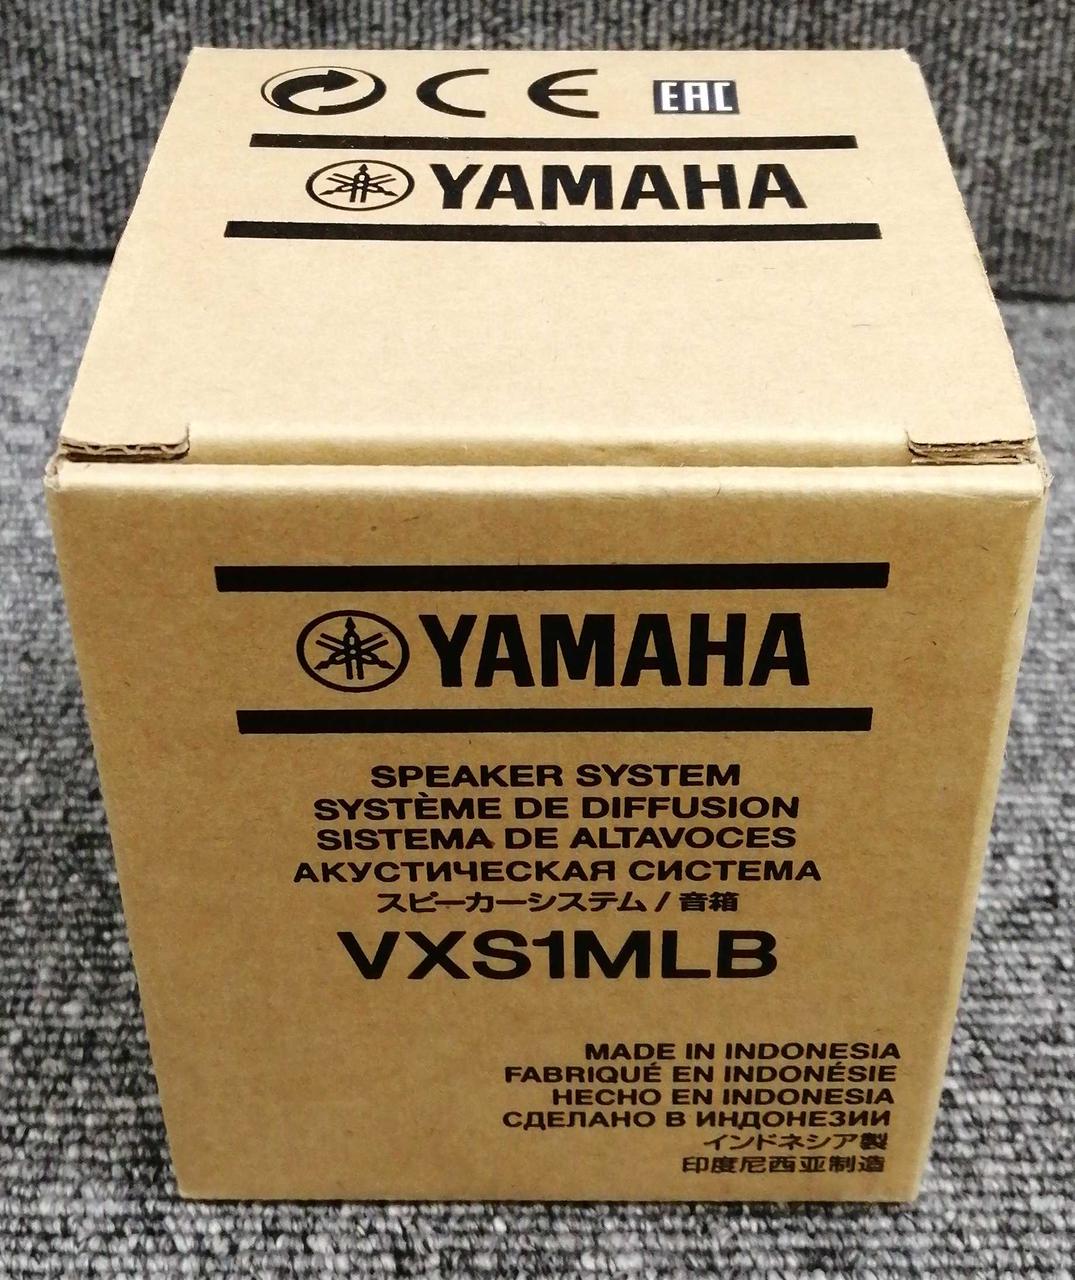 CE EAC
YAMAHA
YAMAHA
SPEAKER SYSTEM
SYSTÈME DE DIFFUSION
SISTEMA DE ALTAVOCES
АКУСТИЧЕСКАЯ СИСТЕМА
スピーカーシステム / 音箱
VXS1MLB
MADE IN INDONESIA
FABRIQUÉ EN INDONÉSIE
HECHO EN INDONESIA
СДЕЛАНО В ИНДОНЕЗИИ
インドネシア製
印度尼西亚制造